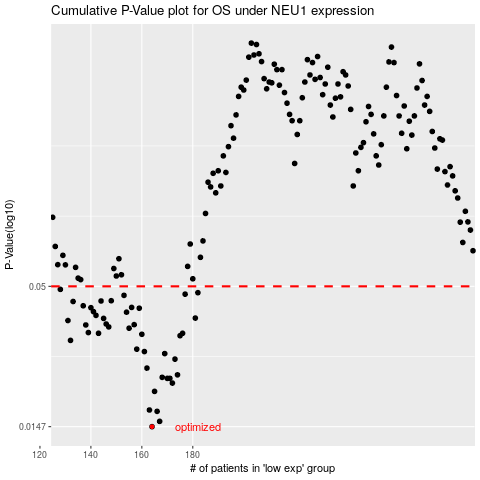 Cumulative P-Value plot for OS under NEU1 expression
P-Value(log10)
0.05
0.0147
optimized
120 140 160 180
# of patients in 'low exp' group